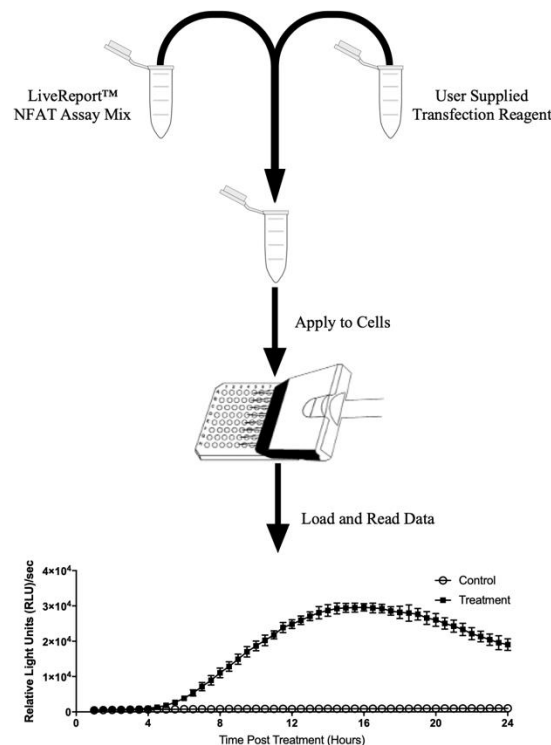 LiveReport™
NFAT Assay Mix
User Supplied
Transfection Reagent
Apply to Cells
Load and Read Data
Relative Light Units (RLU)/sec
4×10⁴
3×10⁴
2×10⁴
1×10⁴
0
Control
Treatment
0 4 8 12 16 20 24
Time Post Treatment (Hours)